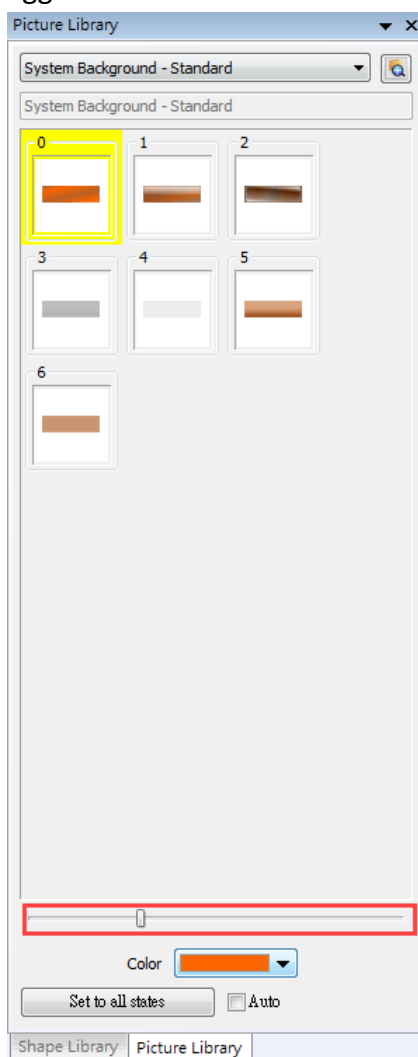 Picture Library
System Background - Standard
System Background - Standard
0 1 2
3 4 5
6
Color
Set to all states Auto
Shape Library Picture Library